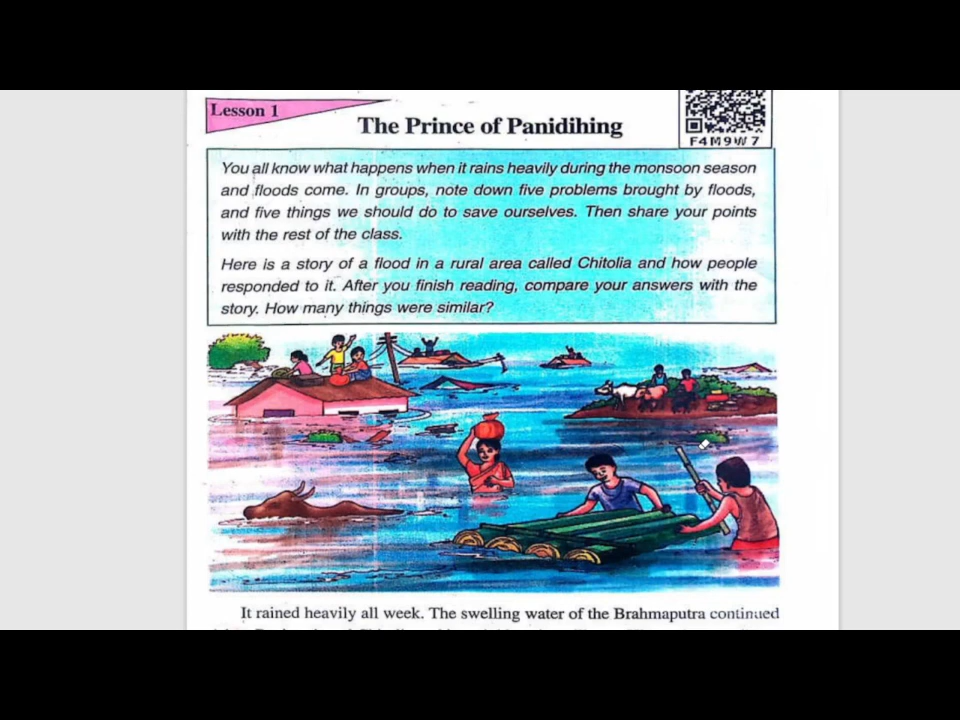 Lesson 1
The Prince of Panidihing
F4M9W7
You all know what happens when it rains heavily during the monsoon season
and floods come. In groups, note down five problems brought by floods,
and five things we should do to save ourselves. Then share your points
with the rest of the class.
Here is a story of a flood in a rural area called Chitolia and how people
responded to it. After you finish reading, compare your answers with the
story. How many things were similar?
It rained heavily all week. The swelling water of the Brahmaputra continued